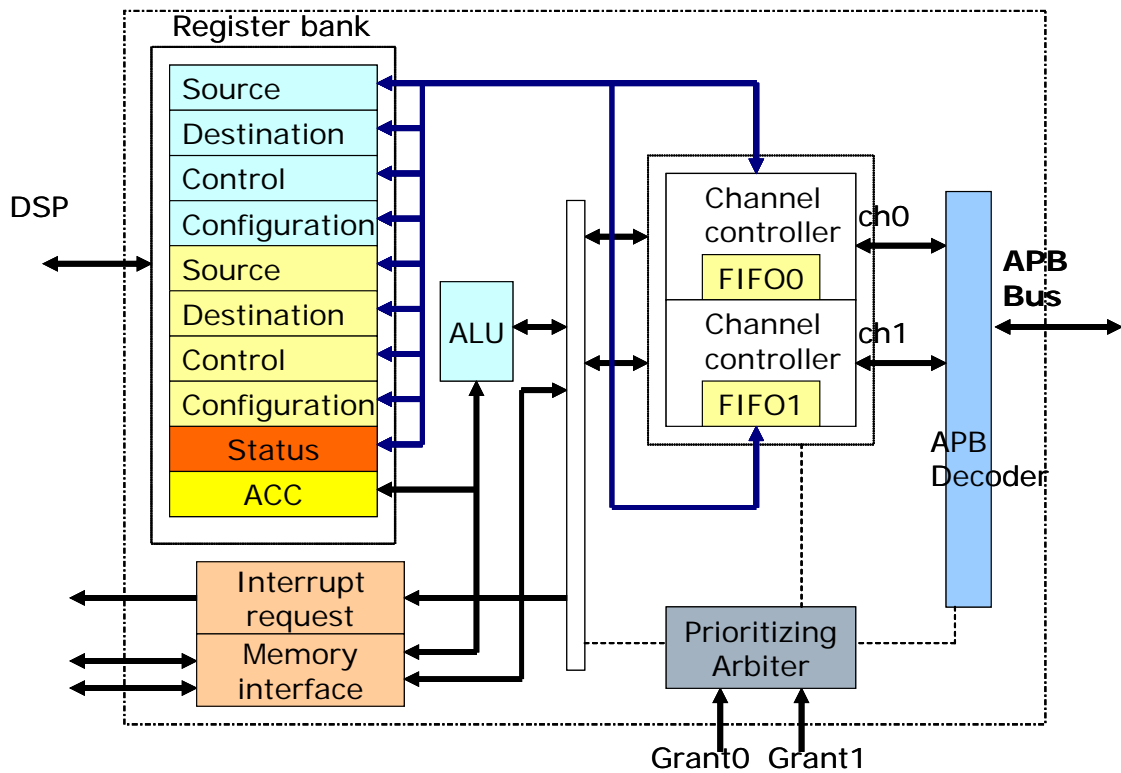 Register bank
Source
Destination
Control
Configuration
Source
Destination
Control
Configuration
Status
ACC
DSP
ALU
Channel
controller
FIFO0
Channel
controller
FIFO1
ch0
ch1
APB
Bus
APB
Decoder
Interrupt
request
Memory
interface
Prioritizing
Arbiter
Grant0 Grant1